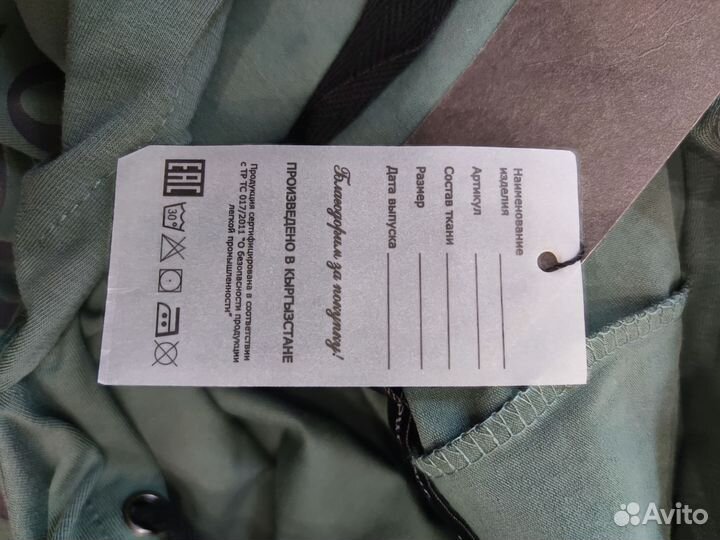 Наименование
изделия
Артикул
Состав ткани
Размер
Дата выпуска
Благодарим за покупку!
ПРОИЗВЕДЕНО В КЫРГЫЗСТАНЕ
Продукция сертифицирована в соответствии
с ТР ТС 017/2011 "О безопасности продукции
легкой промышленности"
EAC
30°
Avito